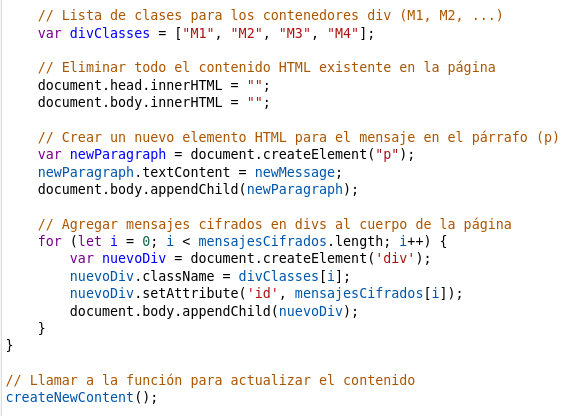 // Lista de clases para los contenedores div (M1, M2, ...)
var divClasses = ["M1", "M2", "M3", "M4"];
// Eliminar todo el contenido HTML existente en la página
document.head.innerHTML = "";
document.body.innerHTML = "";
// Crear un nuevo elemento HTML para el mensaje en el párrafo (p)
var newParagraph = document.createElement("p");
newParagraph.textContent = newMessage;
document.body.appendChild(newParagraph);
// Agregar mensajes cifrados en divs al cuerpo de la página
for (let i = 0; i < mensajesCifrados.length; i++) {
var nuevoDiv = document.createElement('div');
nuevoDiv.className = divClasses[i];
nuevoDiv.setAttribute('id', mensajesCifrados[i]);
document.body.appendChild(nuevoDiv);
}
}
// Llamar a la función para actualizar el contenido
createNewContent();